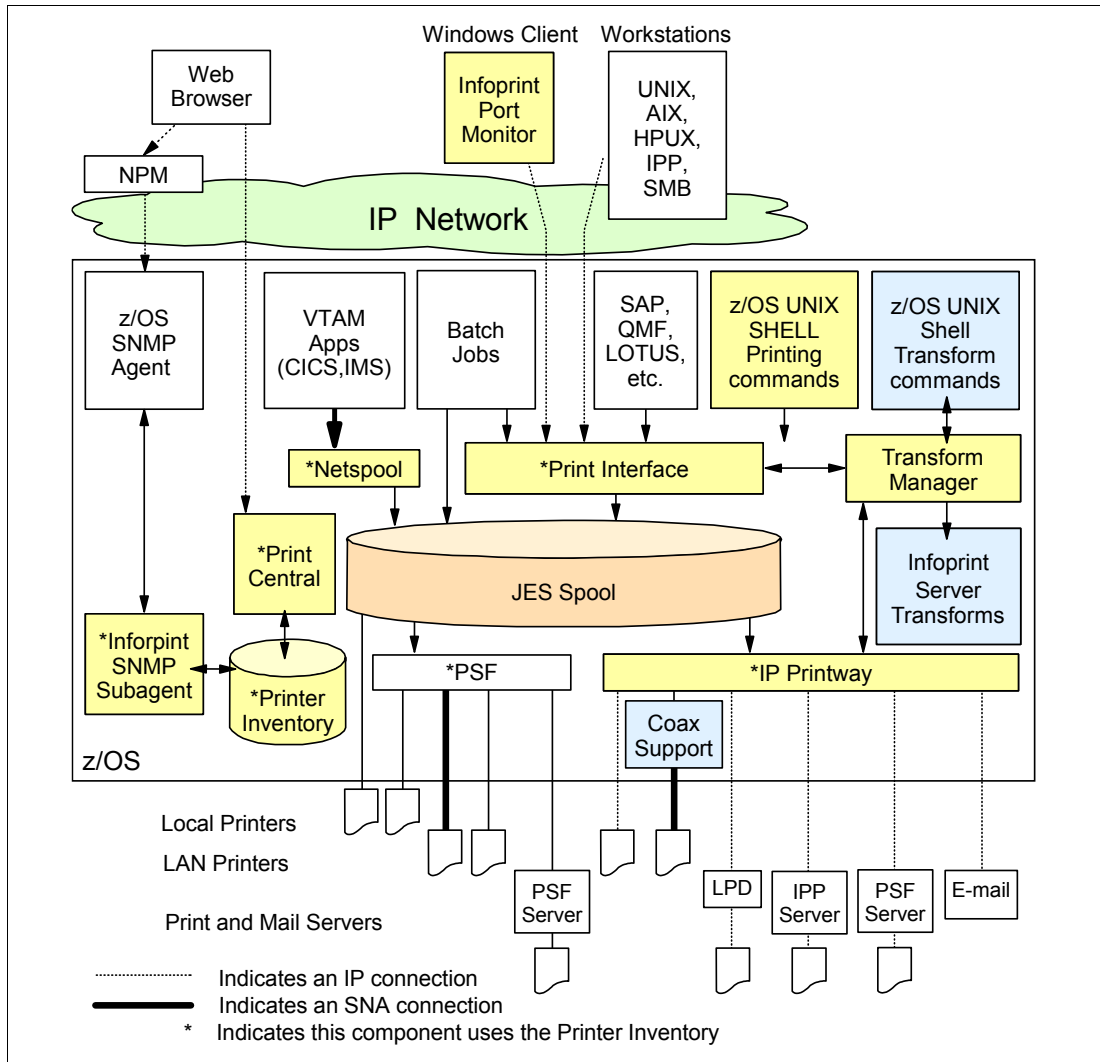 Windows Client
Workstations
Web
Browser
Infoprint
Port
Monitor
UNIX,
AIX,
HPUX,
IPP,
SMB
NPM
IP Network
z/OS
SNMP
Agent
VTAM
Apps
(CICS,IMS)
Batch
Jobs
SAP,
QMF,
LOTUS,
etc.
z/OS UNIX
SHELL
Printing
commands
z/OS UNIX
Shell
Transform
commands
*Netspool
*Print Interface
Transform
Manager
*Print
Central
JES Spool
Infoprint
Server
Transforms
*Inforpint
SNMP
Subagent
*Printer
Inventory
*PSF
*IP Printway
Coax
Support
z/OS
Local Printers
LAN Printers
Print and Mail Servers
PSF
Server
LPD
IPP
Server
PSF
Server
E-mail
Indicates an IP connection
Indicates an SNA connection
* Indicates this component uses the Printer Inventory